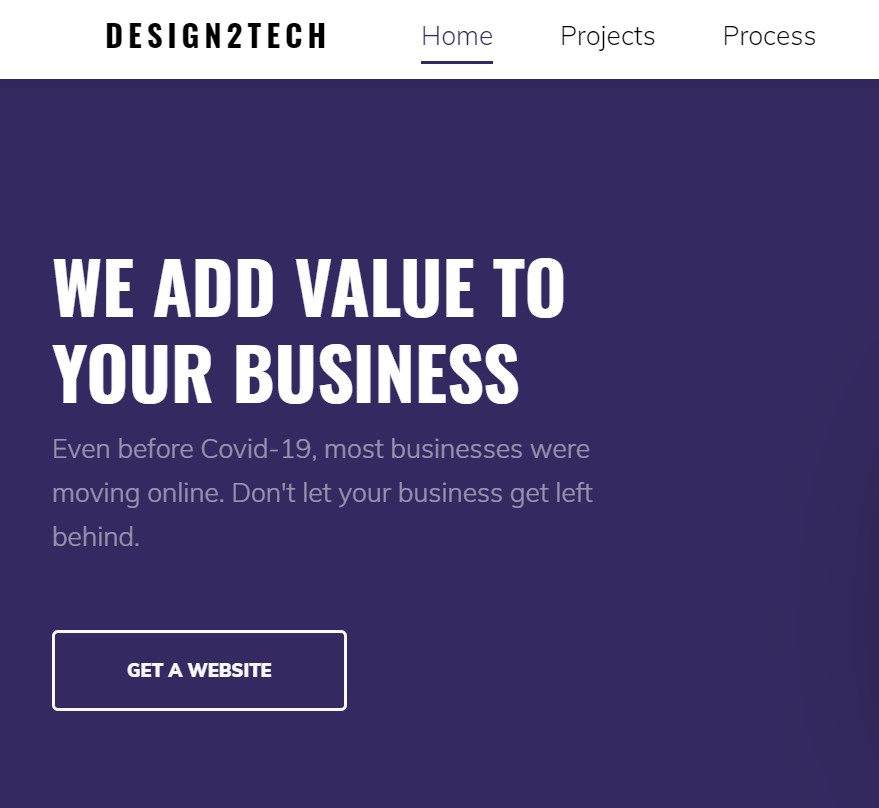 DESIGN2TECH Home Projects Process
WE ADD VALUE TO
YOUR BUSINESS
Even before Covid-19, most businesses were
moving online. Don't let your business get left
behind.
GET A WEBSITE